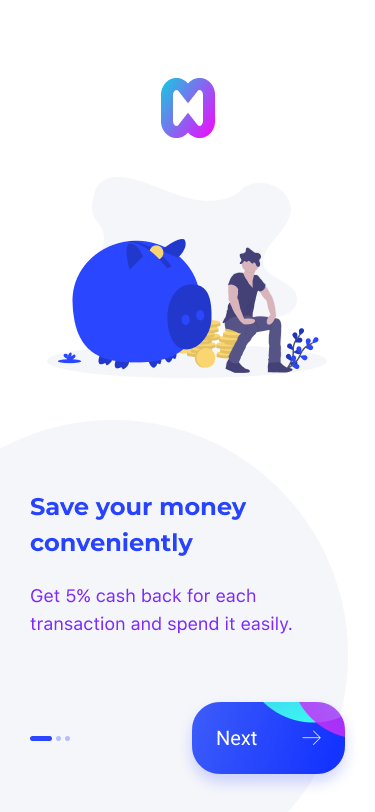 Save your money
conveniently
Get 5% cash back for each
transaction and spend it easily.
Next